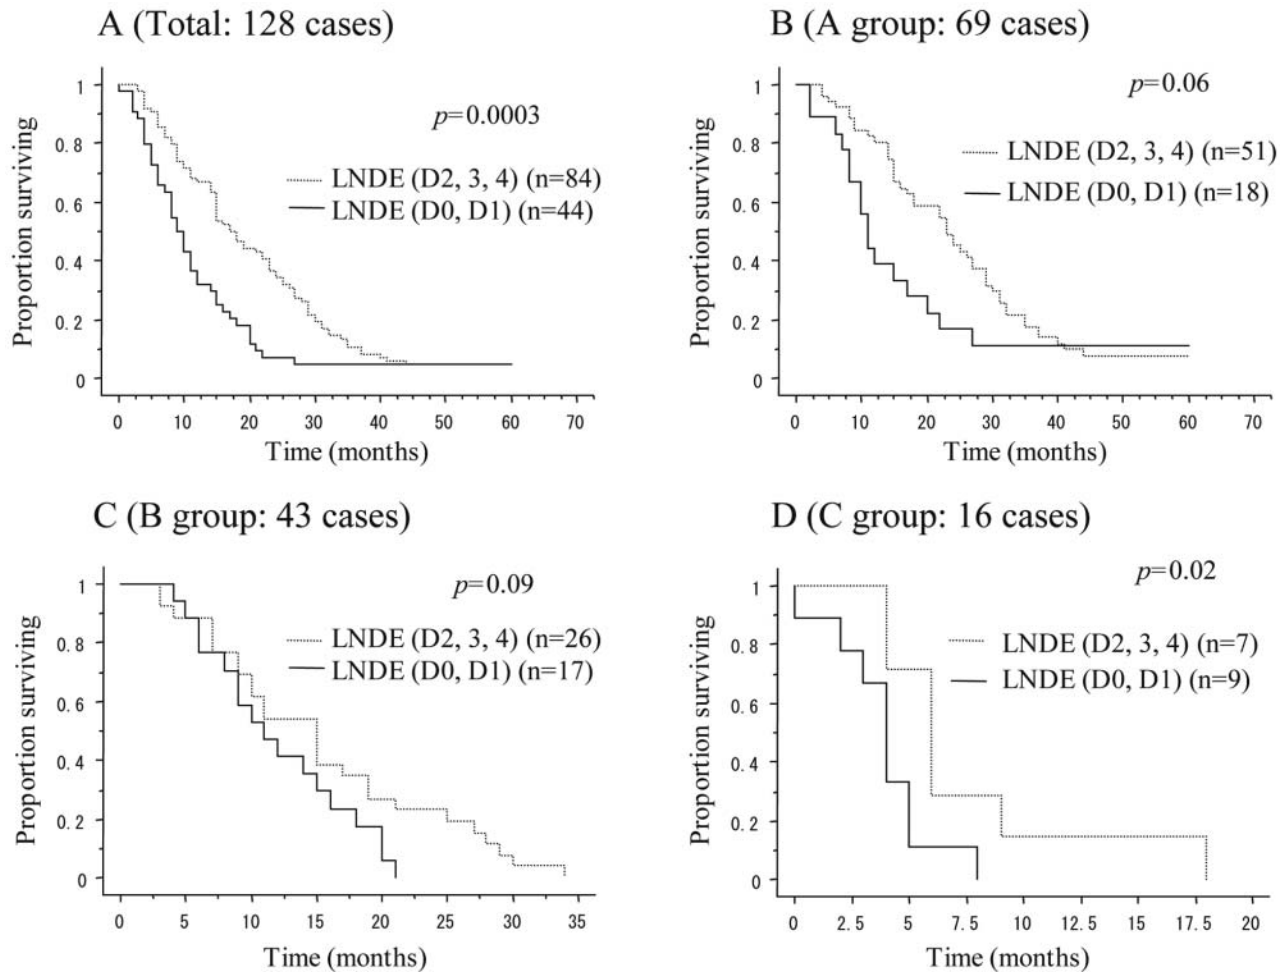 A (Total: 128 cases)
p=0.0003
LNDE (D2, 3, 4) (n=84)
LNDE (D0, D1) (n=44)
Proportion surviving
1
0.8
0.6
0.4
0.2
0
0 10 20 30 40 50 60 70
Time (months)
B (A group: 69 cases)
p=0.06
LNDE (D2, 3, 4) (n=51)
LNDE (D0, D1) (n=18)
Proportion surviving
1
0.8
0.6
0.4
0.2
0
0 10 20 30 40 50 60 70
Time (months)
C (B group: 43 cases)
p=0.09
LNDE (D2, 3, 4) (n=26)
LNDE (D0, D1) (n=17)
Proportion surviving
1
0.8
0.6
0.4
0.2
0
0 5 10 15 20 25 30 35
Time (months)
D (C group: 16 cases)
p=0.02
LNDE (D2, 3, 4) (n=7)
LNDE (D0, D1) (n=9)
Proportion surviving
1
0.8
0.6
0.4
0.2
0
0 2.5 5 7.5 10 12.5 15 17.5 20
Time (months)